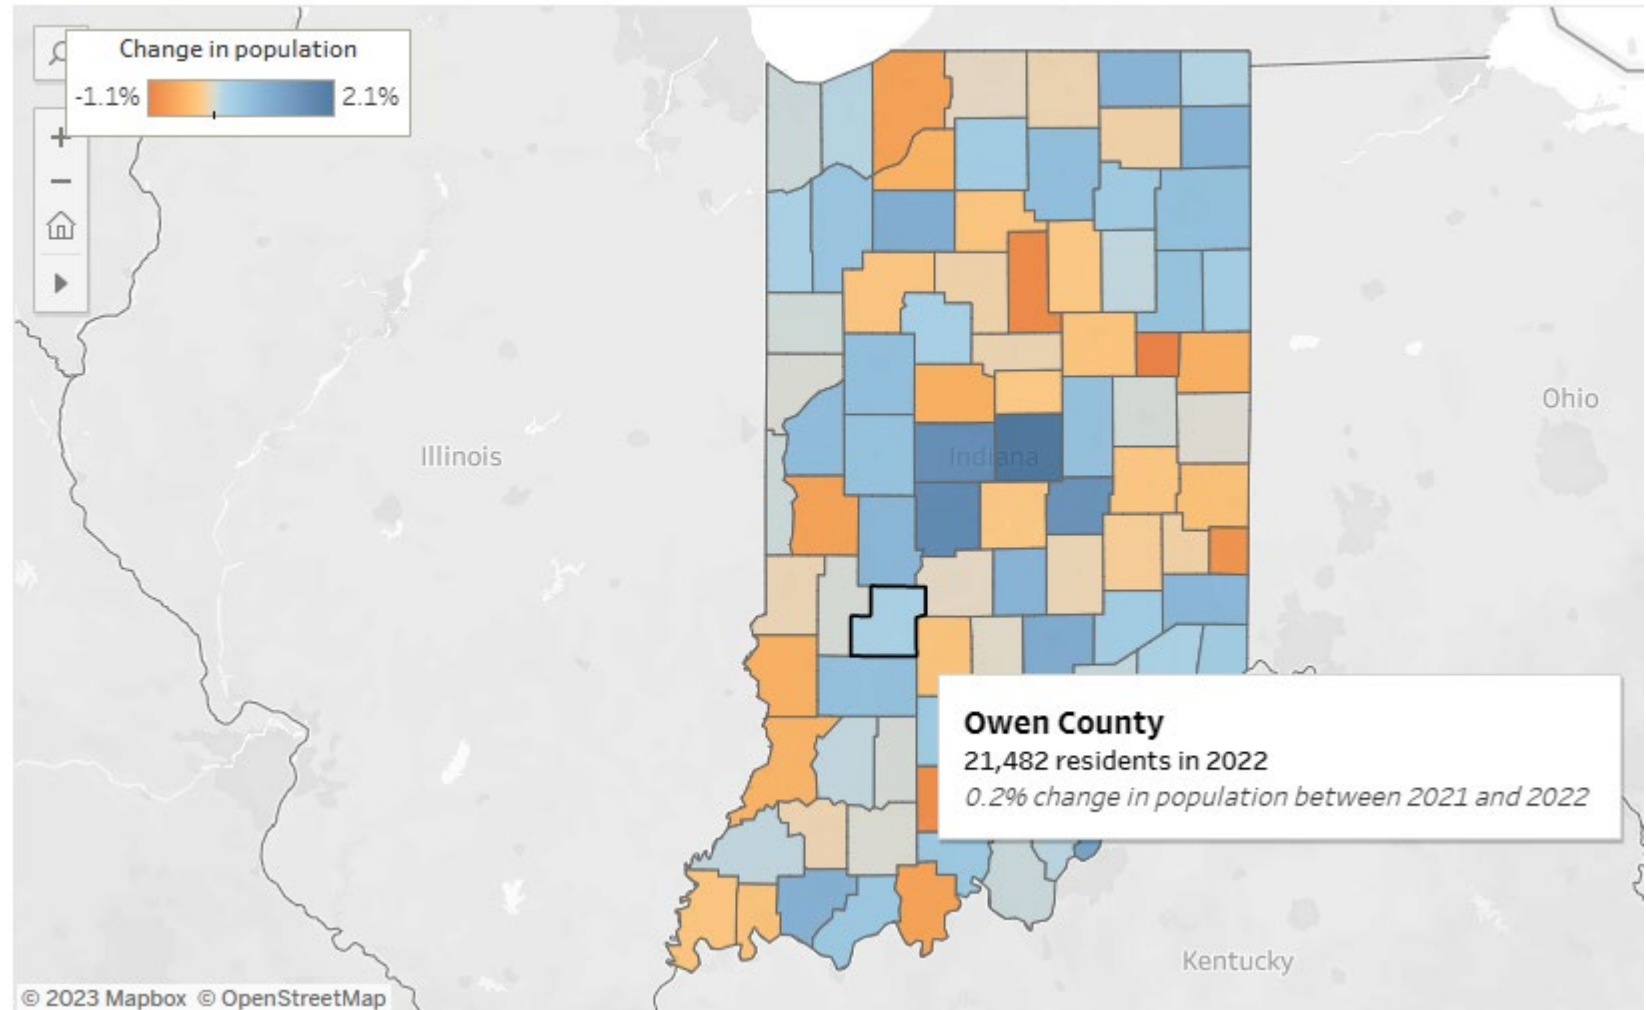 Change in population
-1.1%
2.1%
+
−
Illinois
Indiana
Ohio
Owen County
21,482 residents in 2022
0.2% change in population between 2021 and 2022
Kentucky
© 2023 Mapbox © OpenStreetMap